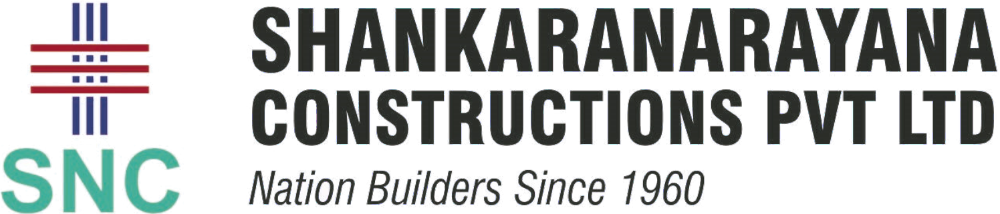 SNC
SHANKARANARAYANA
CONSTRUCTIONS PVT LTD
Nation Builders Since 1960